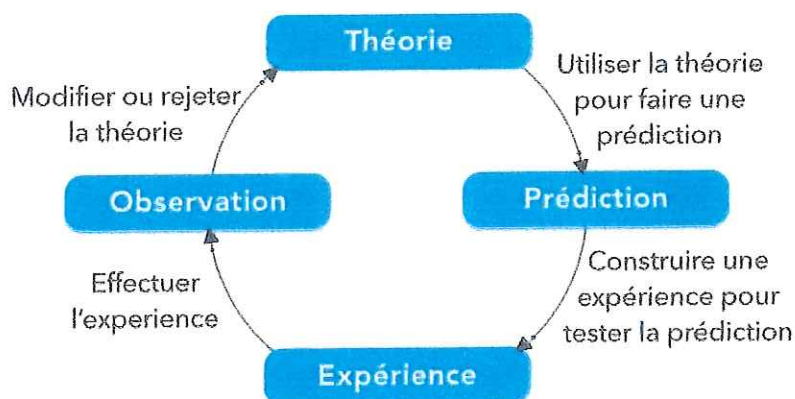 Théorie
Utiliser la théorie
pour faire une
prédiction
Modifier ou rejeter
la théorie
Observation
Prédiction
Effectuer
l'experience
Construire une
expérience pour
tester la prédiction
Expérience